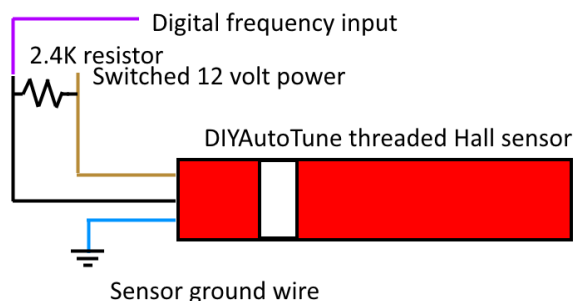 Digital frequency input
2.4K resistor
Switched 12 volt power
DIYAutoTune threaded Hall sensor
Sensor ground wire